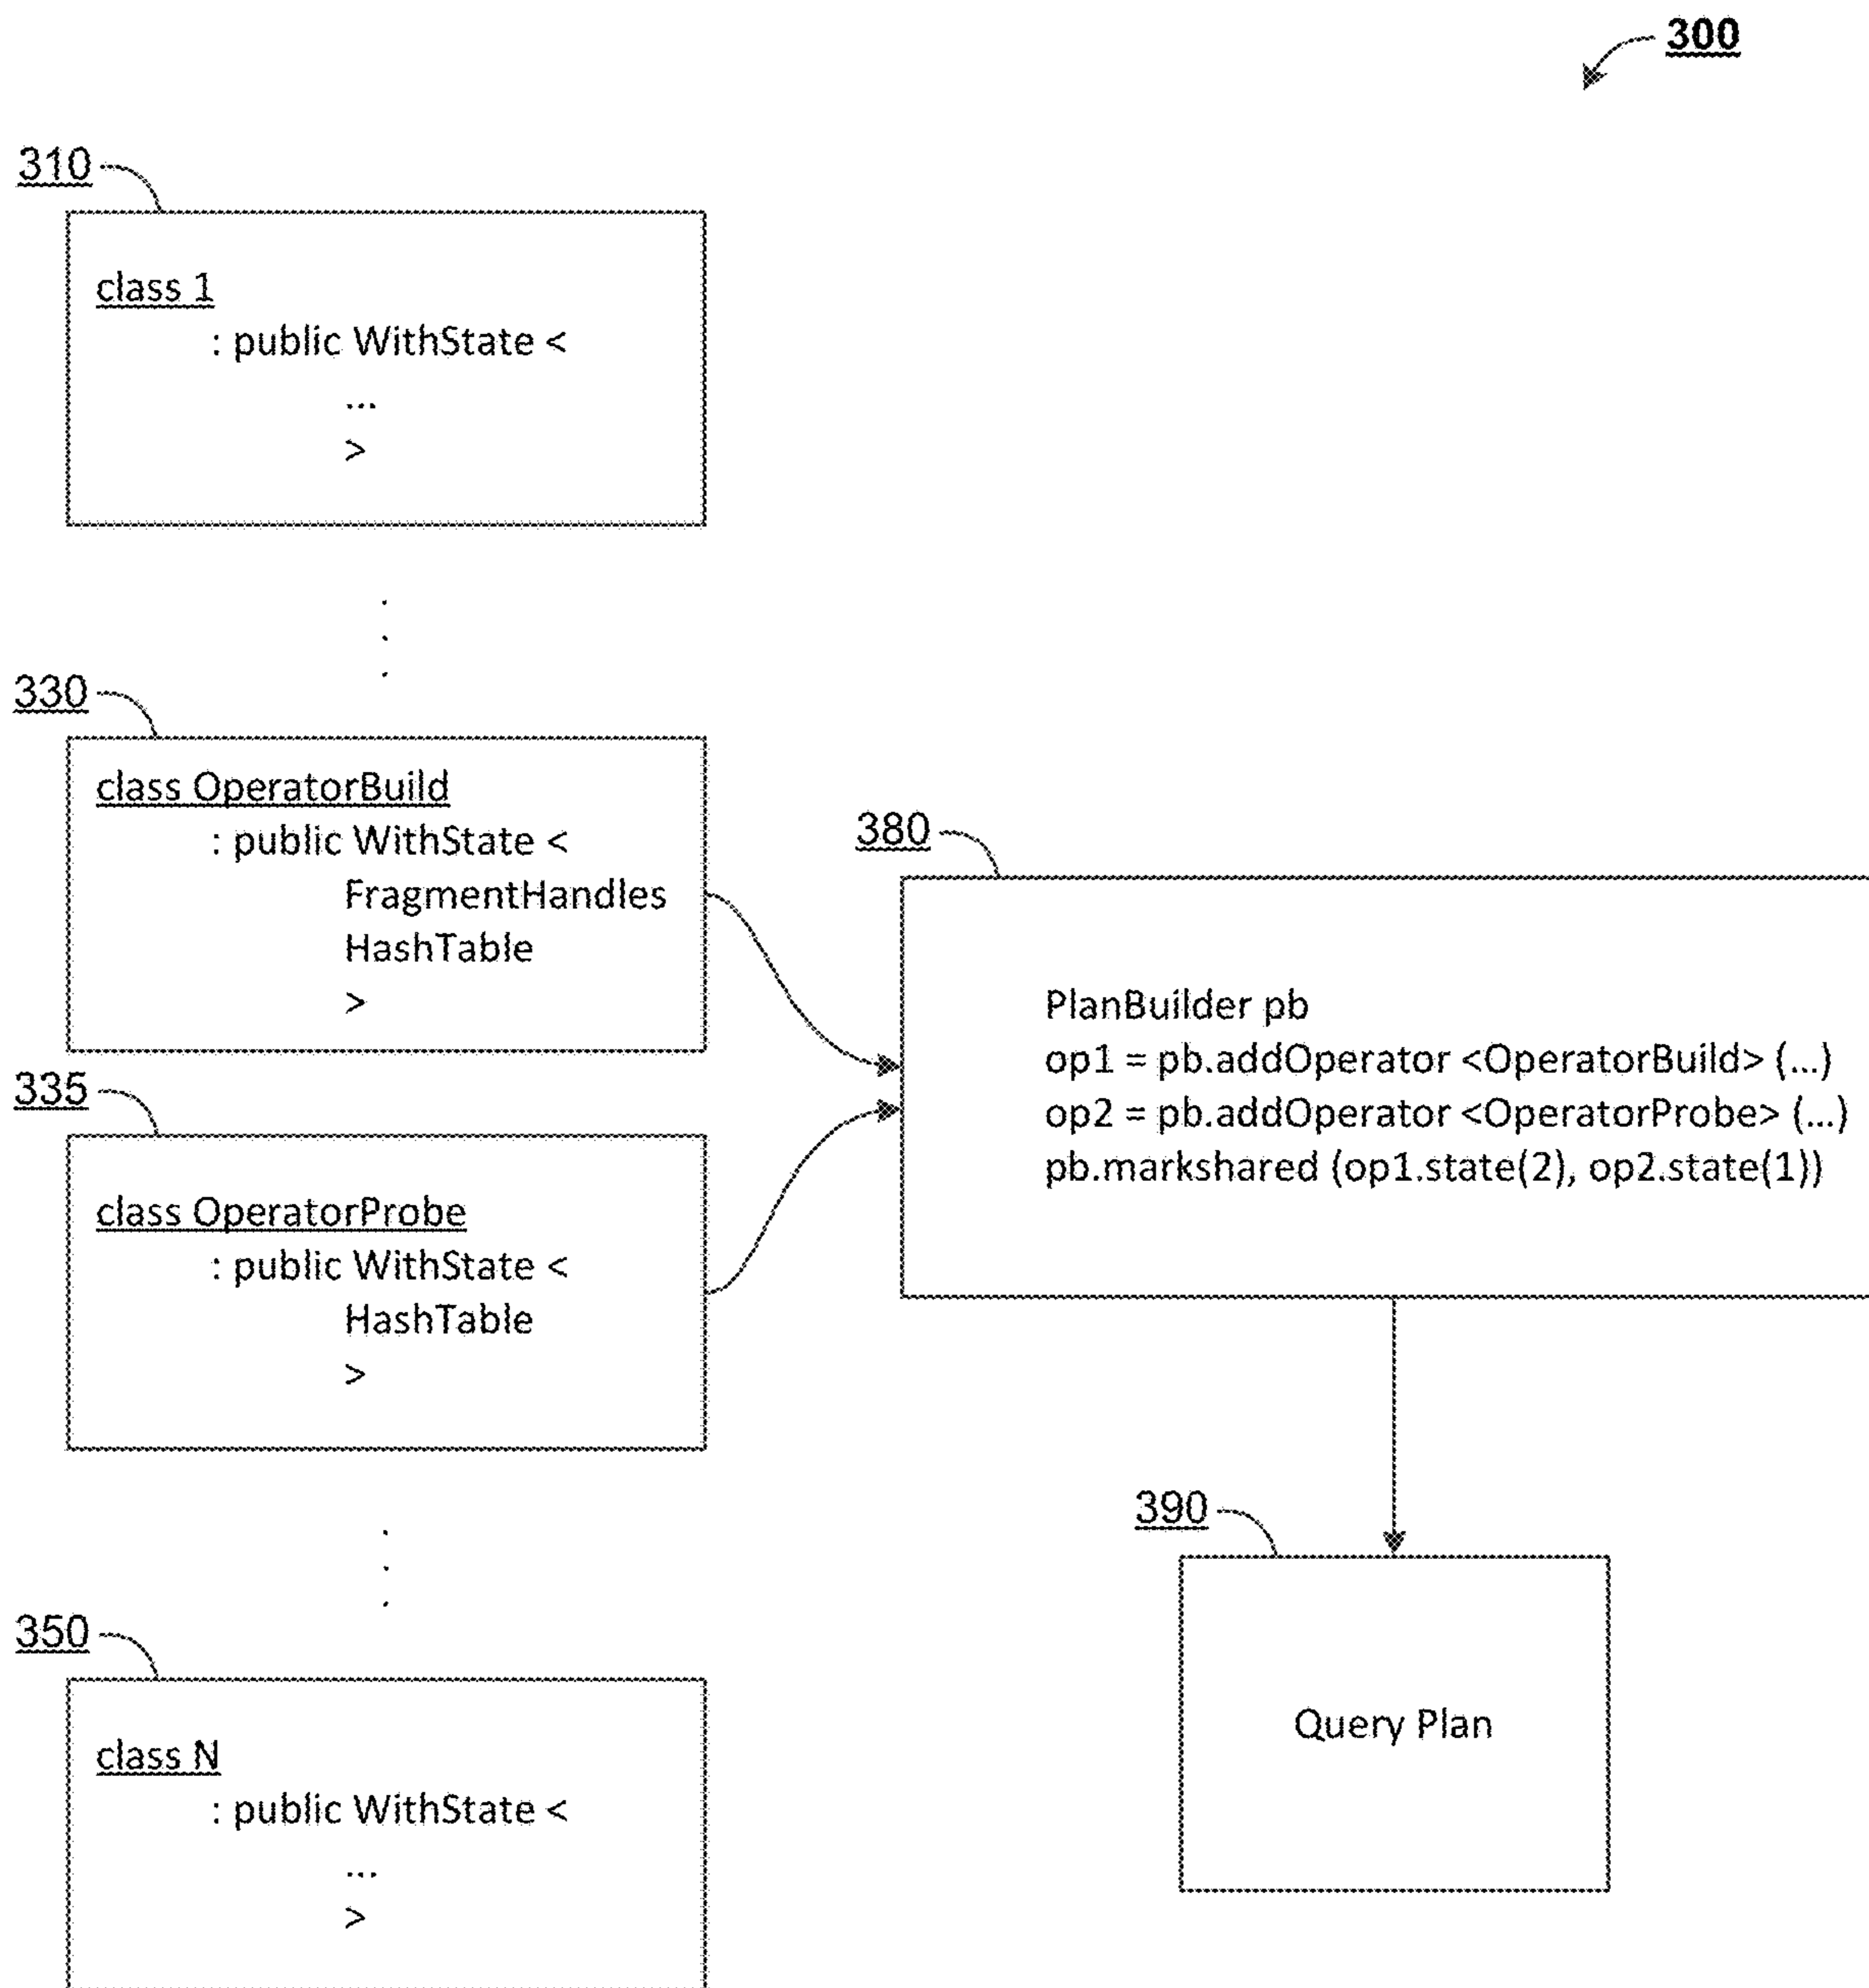 300
310
class 1
: public WithState <
...
>
.
.
.
330
class OperatorBuild
: public WithState <
FragmentHandles
HashTable
>
335
class OperatorProbe
: public WithState <
HashTable
>
.
.
.
350
class N
: public WithState <
...
>
380
PlanBuilder pb
op1 = pb.addOperator <OperatorBuild> (...)
op2 = pb.addOperator <OperatorProbe> (...)
pb.markshared (op1.state(2), op2.state(1))
390
Query Plan